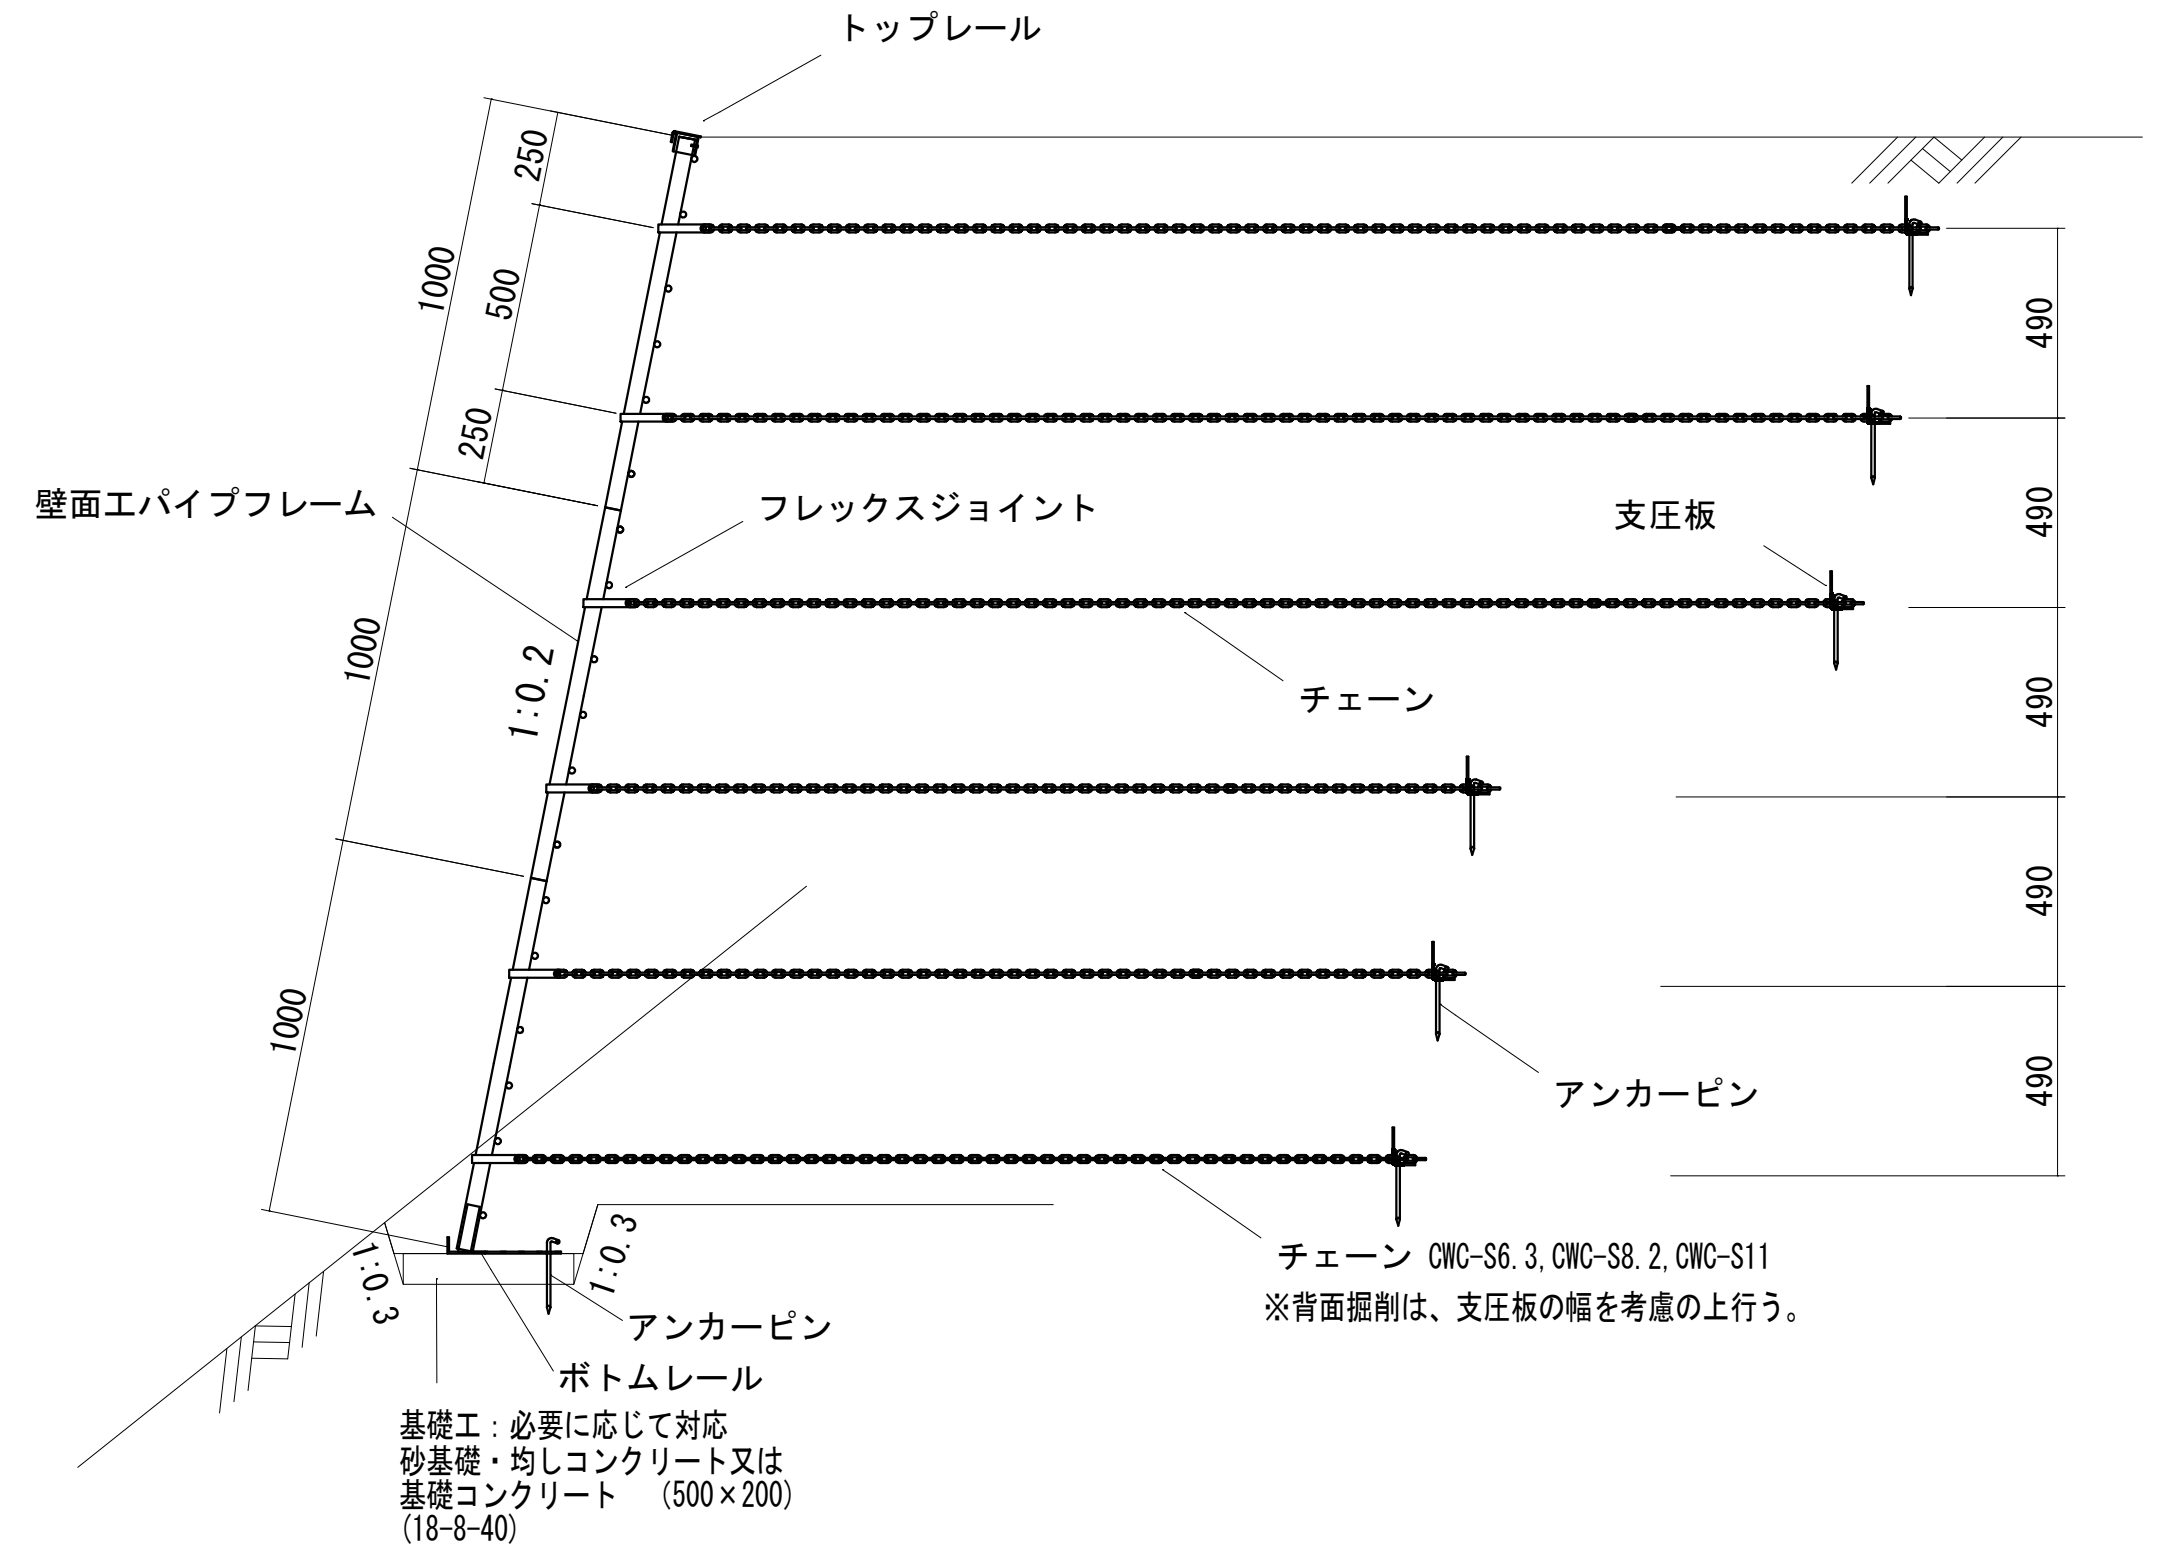 トップレール
250
1000
500
250
490
490
壁面工パイプフレーム
フレックスジョイント
支圧板
1000
1:0.2
チェーン
490
490
1000
アンカーピン
490
1:0.3
1:0.3
チェーン CWC-S6.3,CWC-S8.2,CWC-S11
※背面掘削は、支圧板の幅を考慮の上行う。
アンカーピン
ボトムレール
基礎工:必要に応じて対応
砂基礎・均しコンクリート又は
基礎コンクリート (500×200)
(18-8-40)